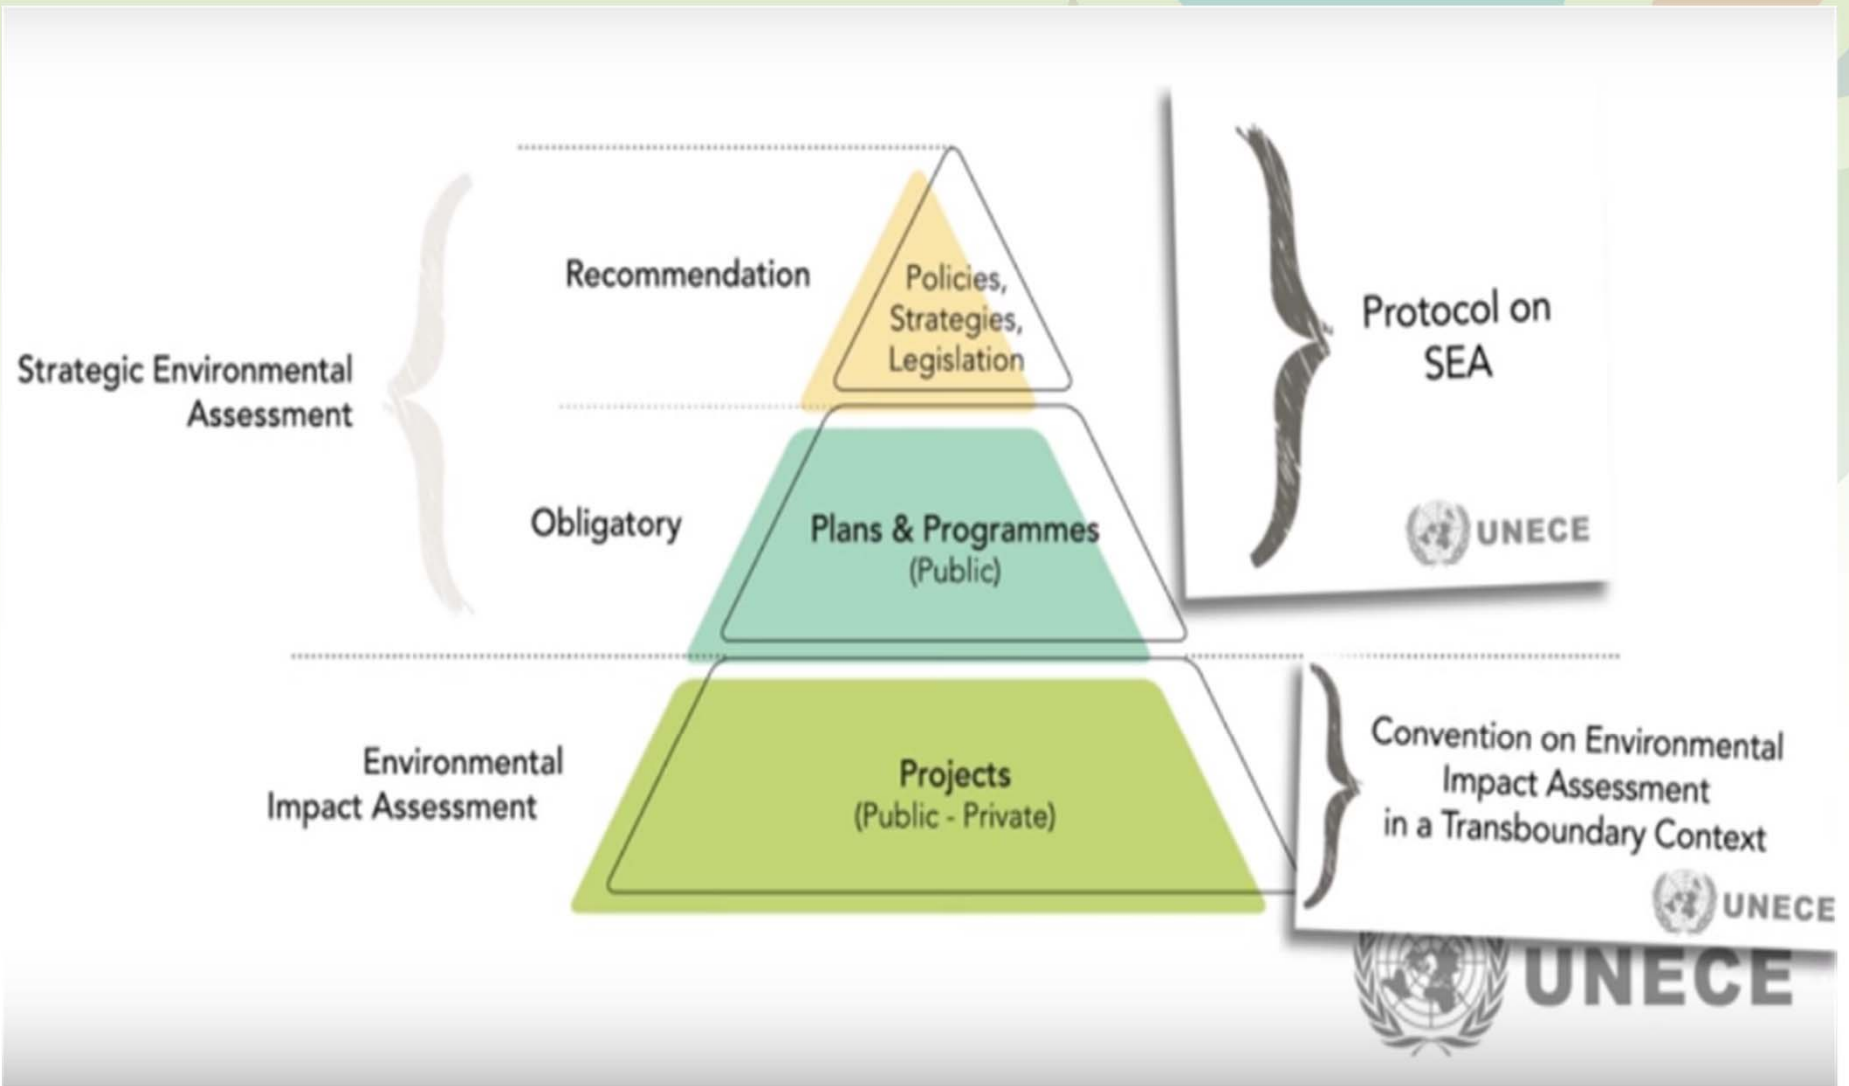 Recommendation
Policies,
Strategies,
Legislation
Protocol on
SEA
Strategic Environmental
Assessment
Obligatory
Plans & Programmes
(Public)
UNECE
Environmental
Impact Assessment
Projects
(Public - Private)
Convention on Environmental
Impact Assessment
in a Transboundary Context
UNECE
UNECE